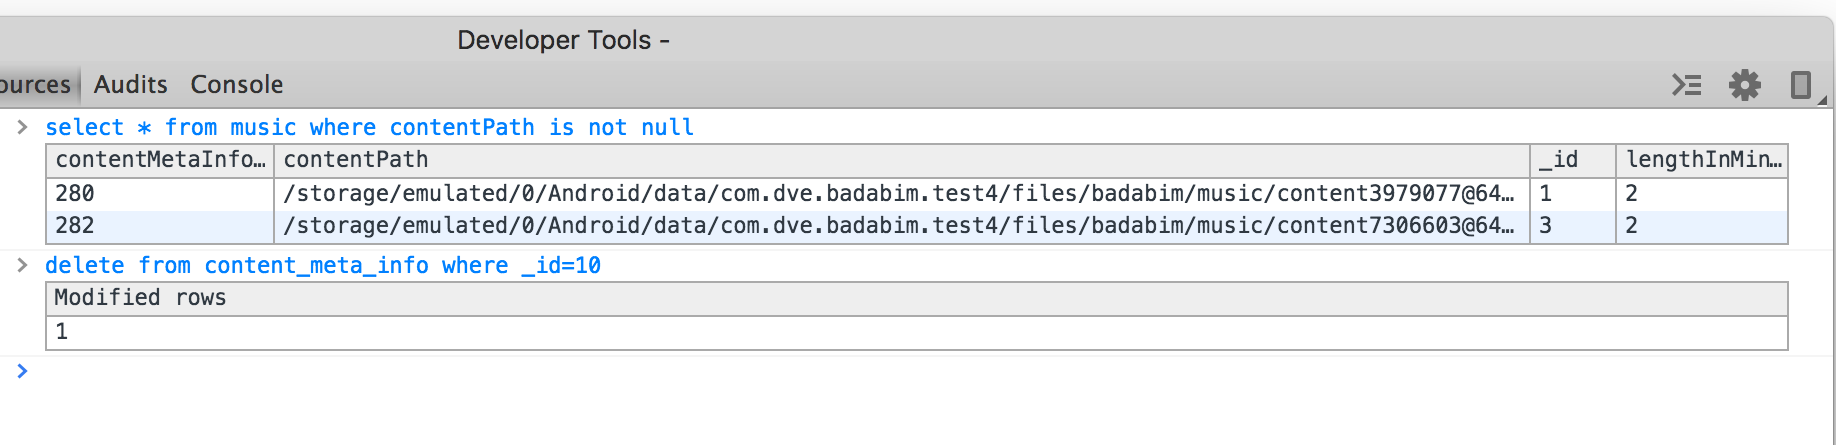 Developer Tools -
ources Audits Console
> select * from music where contentPath is not null
contentMetaInfo… contentPath _id lengthInMin…
280 /storage/emulated/0/Android/data/com.dve.badabim.test4/files/badabim/music/content3979077@64… 1 2
282 /storage/emulated/0/Android/data/com.dve.badabim.test4/files/badabim/music/content7306603@64… 3 2
> delete from content_meta_info where _id=10
Modified rows
1
>